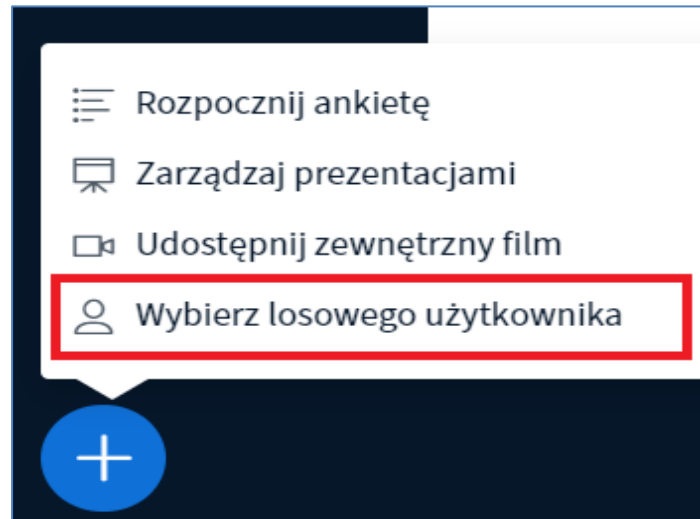 Rozpocznij ankietę
Zarządzaj prezentacjami
Udostępnij zewnętrzny film
Wybierz losowego użytkownika